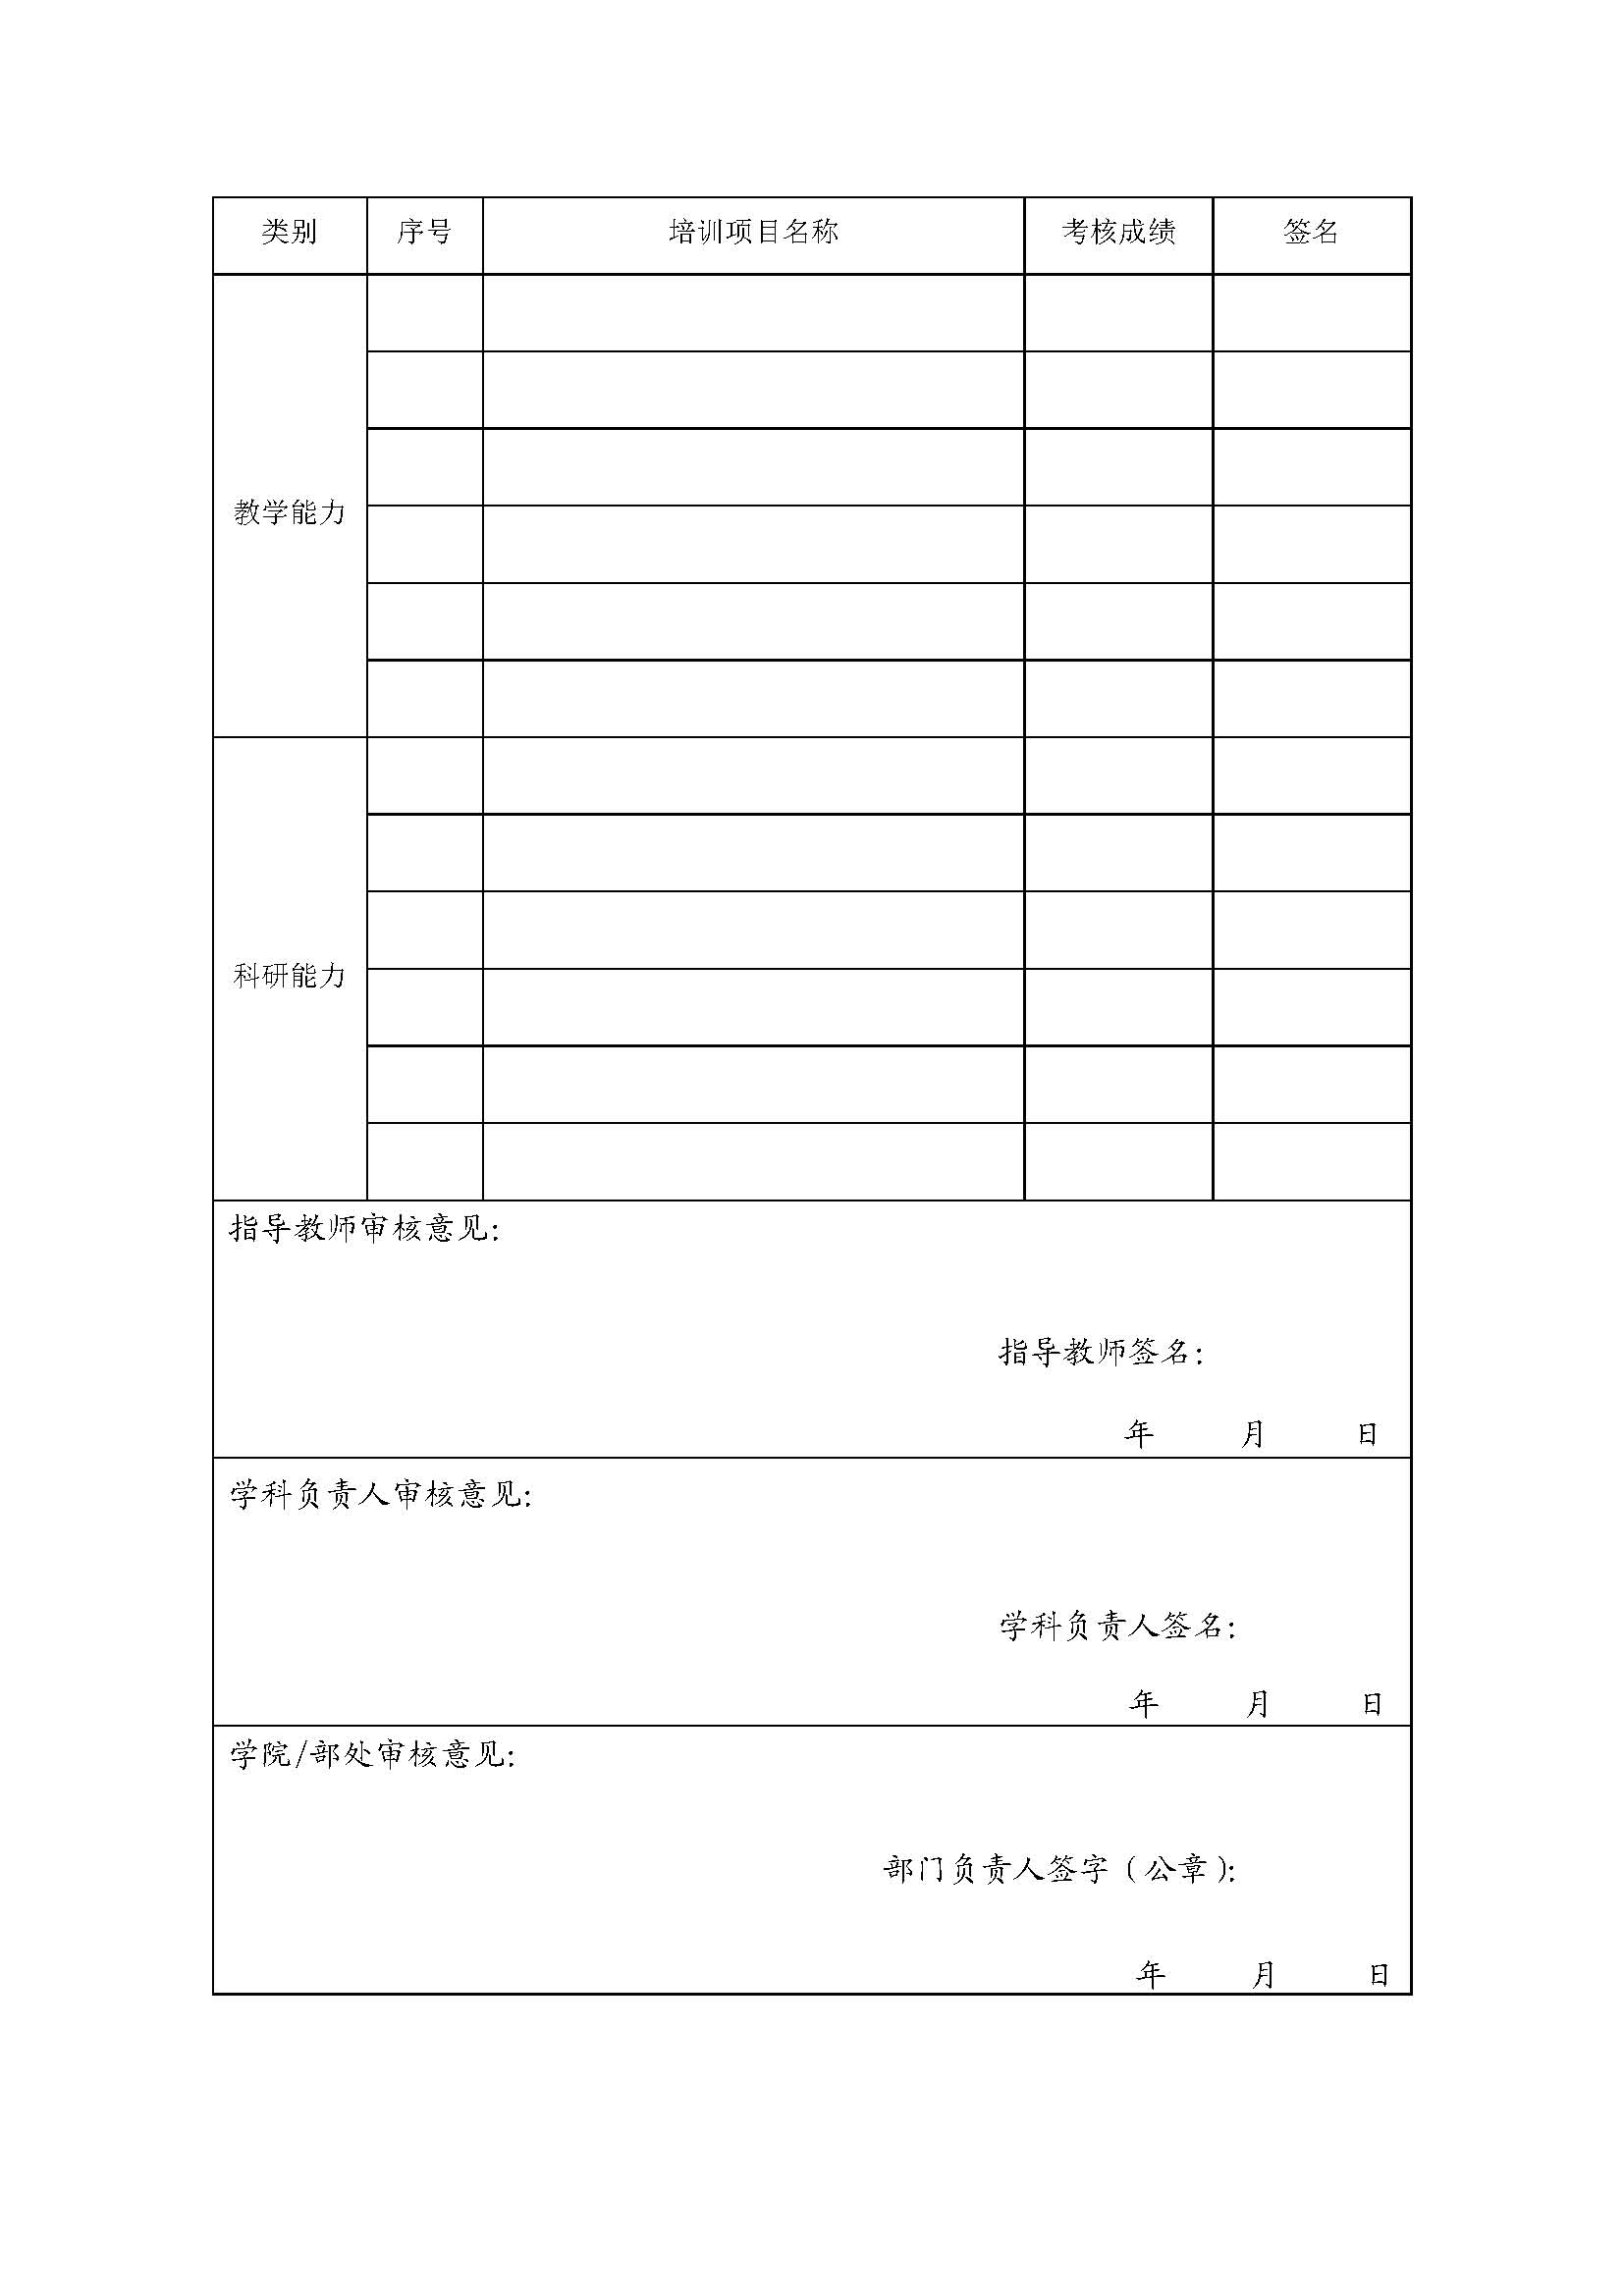 类别 序号 培训项目名称 考核成绩 签名
教学能力
科研能力
指导教师审核意见：
指导教师签名：
年 月 日
学科负责人审核意见：
学科负责人签名：
年 月 日
学院/部处审核意见：
部门负责人签字（公章）：
年 月 日